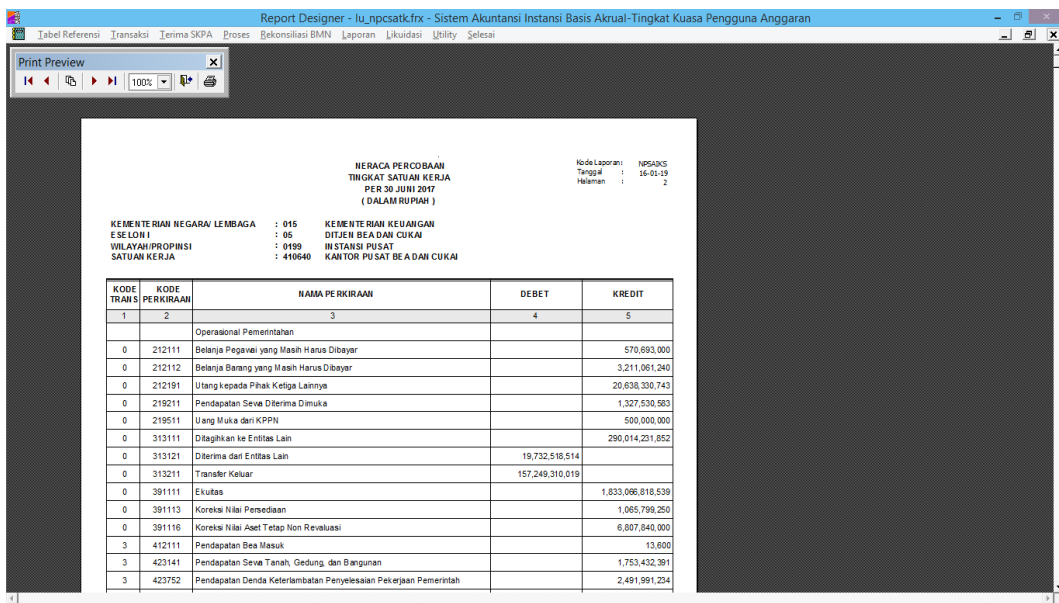 Report Designer - lu_npcsatk.frx - Sistem Akuntansi Instansi Basis Akrual-Tingkat Kuasa Pengguna Anggaran
Tabel Referensi Transaksi Terima SKPA Proses Rekonsiliasi BMN Laporan Likuidasi Utility Selesai
Print Preview
100%
NERACA PERCOBAAN
TINGKAT SATUAN KERJA
PER 30 JUNI 2017
( DALAM RUPIAH )
Kode Laporan: NPSAIKS
Tanggal : 16-01-19
Halaman : 2
KEMENTERIAN NEGARA/ LEMBAGA : 015 KEMENTERIAN KEUANGAN
ESELON I : 05 DITJEN BEA DAN CUKAI
WILAYAH/PROPINSI : 0199 INSTANSI PUSAT
SATUAN KERJA : 410640 KANTOR PUSAT BEA DAN CUKAI
KODE TRANS KODE PERKIRAAN NAMA PERKIRAAN DEBET KREDIT
1 2 3 4 5
Operasional Pemerintahan
0 212111 Belanja Pegawai yang Masih Harus Dibayar 570,693,000
0 212112 Belanja Barang yang Masih Harus Dibayar 3,211,061,240
0 212191 Utang kepada Pihak Ketiga Lainnya 20,638,330,743
0 219211 Pendapatan Sewa Diterima Dimuka 1,327,530,583
0 219511 Uang Muka dari KPPN 500,000,000
0 313111 Ditagihkan ke Entitas Lain 290,014,231,852
0 313121 Diterima dari Entitas Lain 19,732,518,514
0 313211 Transfer Keluar 157,249,310,019
0 391111 Ekuitas 1,833,066,818,539
0 391113 Koreksi Nilai Persediaan 1,065,799,250
0 391116 Koreksi Nilai Aset Tetap Non Revaluasi 6,807,840,000
3 412111 Pendapatan Bea Masuk 13,600
3 423141 Pendapatan Sewa Tanah, Gedung, dan Bangunan 1,753,432,391
3 423752 Pendapatan Denda Keterlambatan Penyelesaian Pekerjaan Pemerintah 2,491,991,234